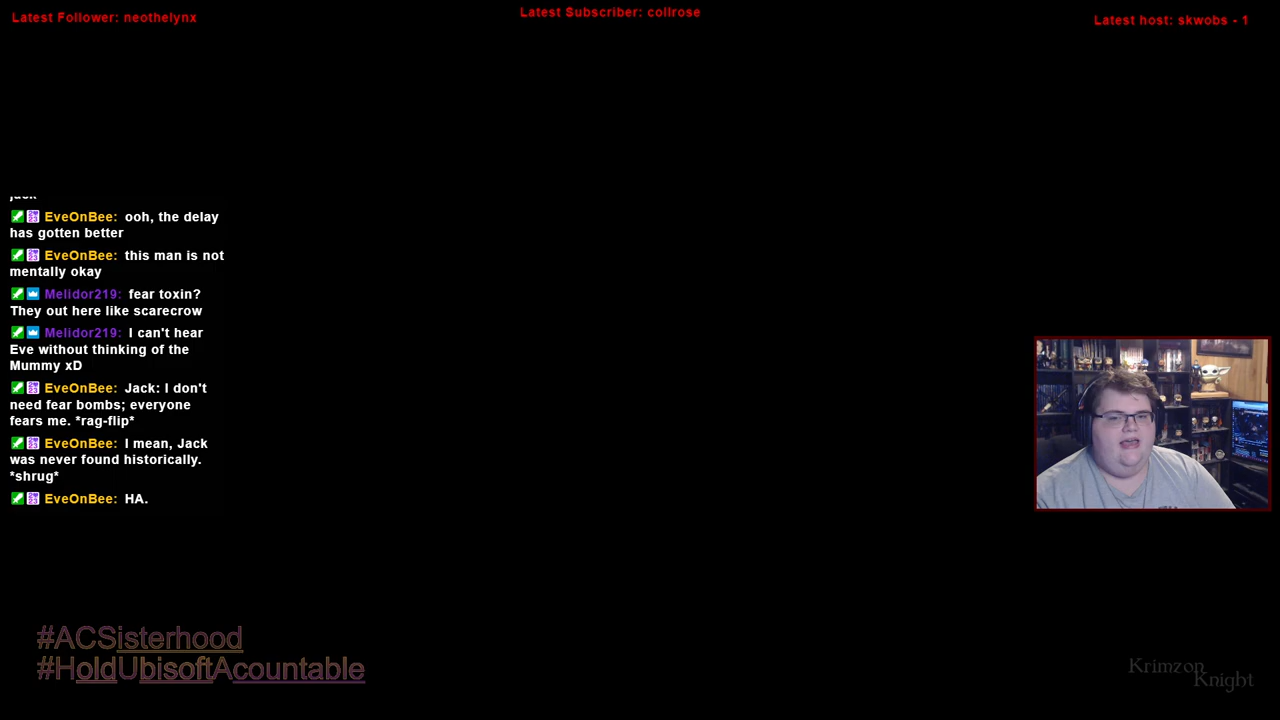 Latest Follower: neothelynx
Latest Subscriber: collrose
Latest host: skwobs - 1
jack
EveOnBee: ooh, the delay
has gotten better
EveOnBee: this man is not
mentally okay
Melidor219: fear toxin?
They out here like scarecrow
Melidor219: I can't hear
Eve without thinking of the
Mummy xD
EveOnBee: Jack: I don't
need fear bombs; everyone
fears me. *rag-flip*
EveOnBee: I mean, Jack
was never found historically.
*shrug*
EveOnBee: HA.
#ACSisterhood
#HoldUbisoftAcountable
Krimzon
Knight